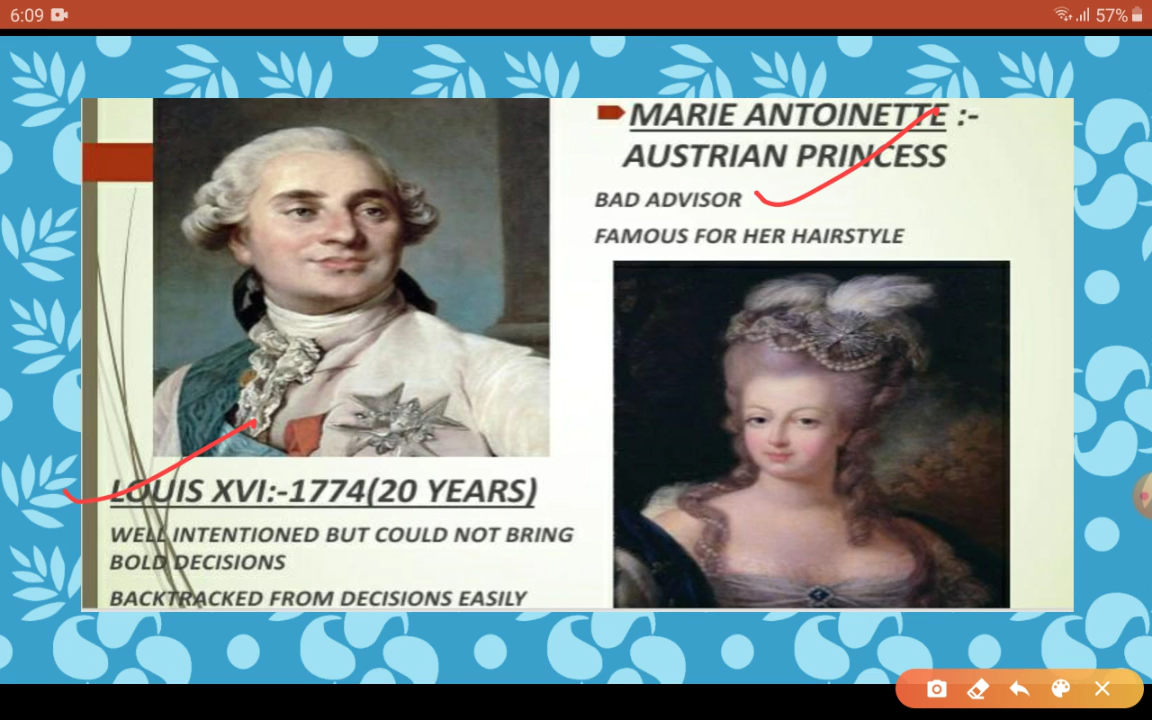 6:09
57%
MARIE ANTOINETTE :-
AUSTRIAN PRINCESS
BAD ADVISOR
FAMOUS FOR HER HAIRSTYLE
LOUIS XVI:-1774(20 YEARS)
WELL INTENTIONED BUT COULD NOT BRING
BOLD DECISIONS
BACKTRACKED FROM DECISIONS EASILY